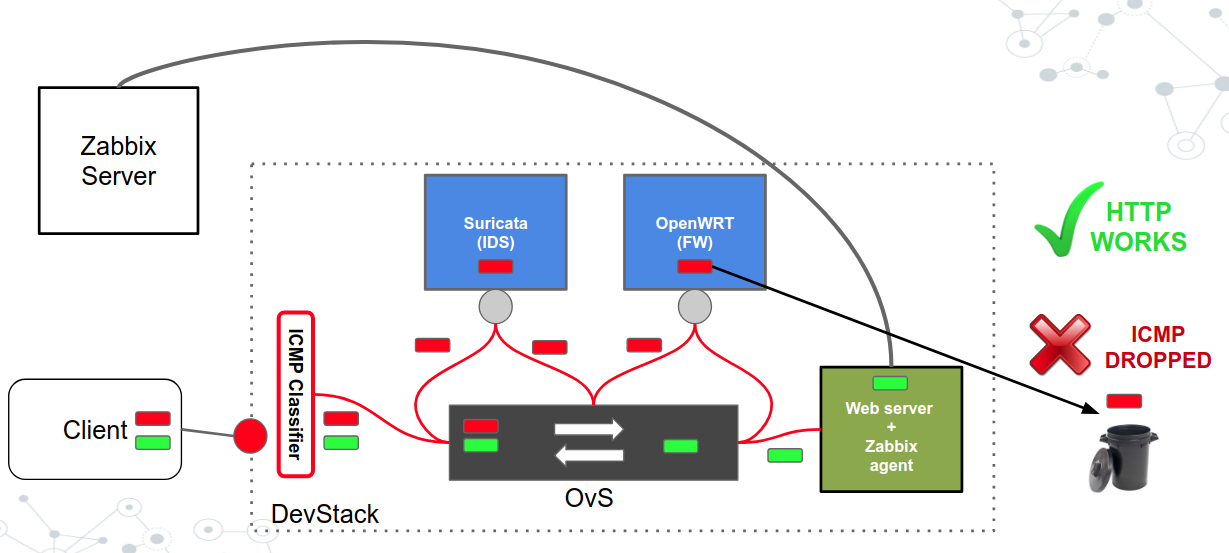 Zabbix
Server
Suricata
(IDS)
OpenWRT
(FW)
HTTP
WORKS
ICMP
DROPPED
ICMP Classifier
Client
Web server
+
Zabbix
agent
OvS
DevStack